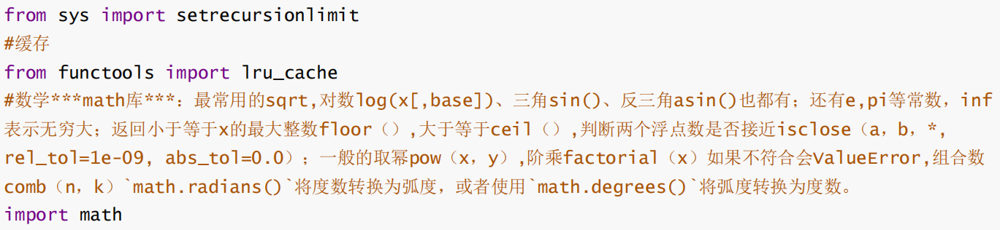 from sys import setrecursionlimit
#缓存
from functools import lru_cache
#数学***math库***：最常用的sqrt,对数log(x[,base])、三角sin()、反三角asin()也都有；还有e,pi等常数，inf
表示无穷大；返回小于等于x的最大整数floor（）,大于等于ceil（）,判断两个浮点数是否接近isclose（a，b，*,
rel_tol=1e-09, abs_tol=0.0）；一般的取幂pow（x，y）,阶乘factorial（x）如果不符合会ValueError,组合数
comb（n，k）`math.radians()`将度数转换为弧度，或者使用`math.degrees()`将弧度转换为度数。
import math